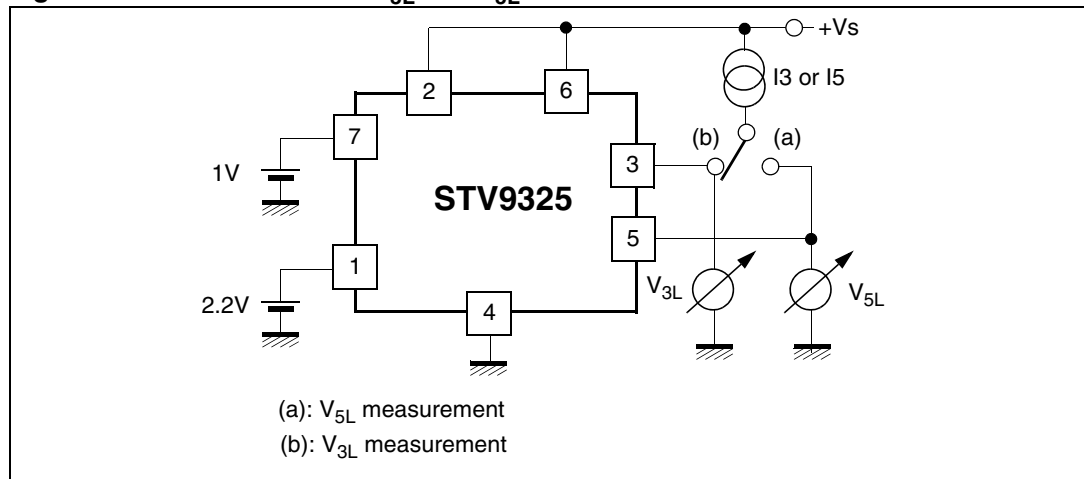 +Vs
I3 or I5
2
6
7
(b)
(a)
3
1V
STV9325
5
1
V3L
V5L
2.2V
4
(a): V5L measurement
(b): V3L measurement